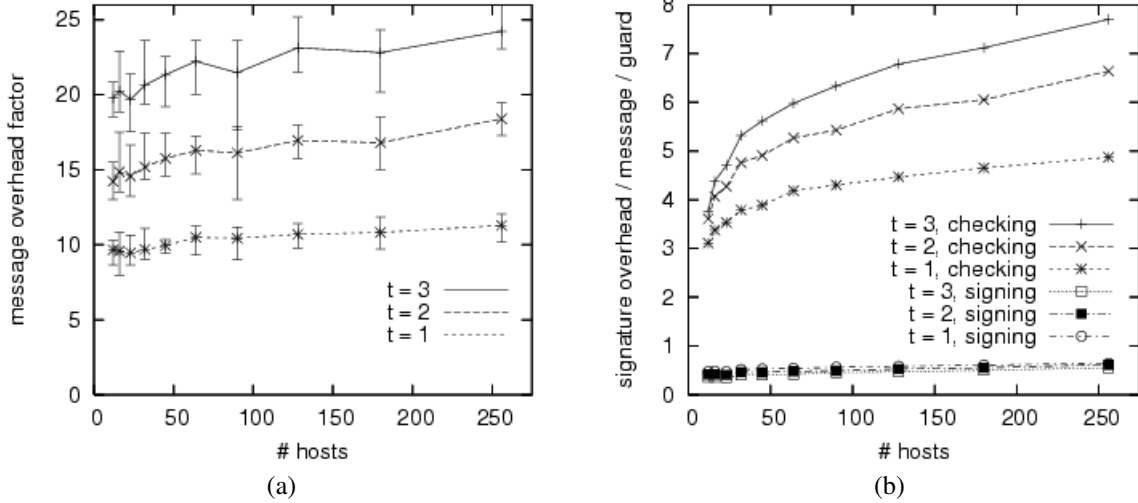 message overhead factor
25
20
15
10
5
0
t = 3
t = 2
t = 1
0 50 100 150 200 250
# hosts
(a)
signature overhead / message / guard
8
7
6
5
4
3
2
1
0
t = 3, checking
t = 2, checking
t = 1, checking
t = 3, signing
t = 2, signing
t = 1, signing
0 50 100 150 200 250
# hosts
(b)